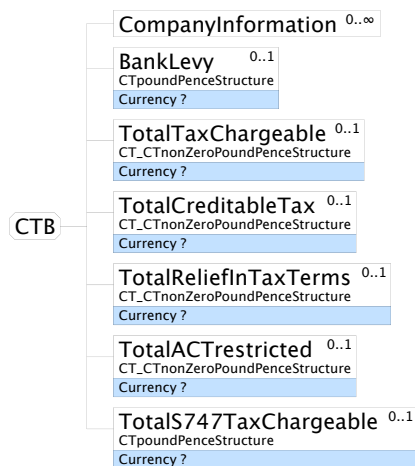 CompanyInformation 0..∞
BankLevy 0..1
CTpoundPenceStructure
Currency ?
TotalTaxChargeable 0..1
CT_CTnonZeroPoundPenceStructure
Currency ?
TotalCreditableTax 0..1
CT_CTnonZeroPoundPenceStructure
Currency ?
CTB
TotalReliefInTaxTerms 0..1
CT_CTnonZeroPoundPenceStructure
Currency ?
TotalACTrestricted 0..1
CT_CTnonZeroPoundPenceStructure
Currency ?
TotalS747TaxChargeable 0..1
CTpoundPenceStructure
Currency ?